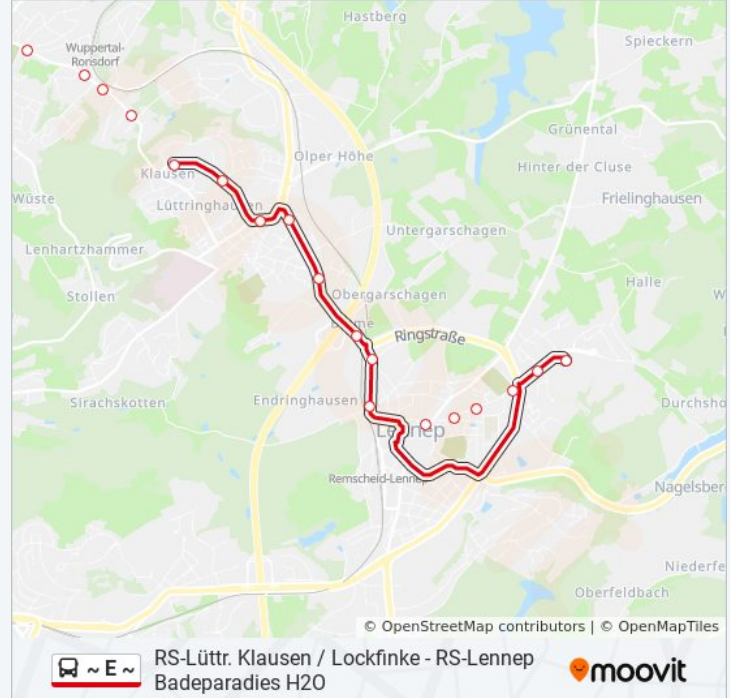 Hastberg
Spieckern
Wuppertal-
Ronsdorf
Grünental
Olper Höhe
Hinter der Cluse
Klausen
Wüste
Lüttringhausen
Frielinghausen
Untergarschagen
Lenhartzhammer
Halle
Stollen
Obergarschagen
W
Ringstraße
Sirachskotten
Endringhausen
Durchsho
Lennep
Remscheid-Lennep
Nagelsber
Niederfe
Oberfeldbach
© OpenStreetMap contributors | © OpenMapTiles
~ E ~
RS-Lüttr. Klausen / Lockfinke - RS-Lennep
Badeparadies H2O
moovit